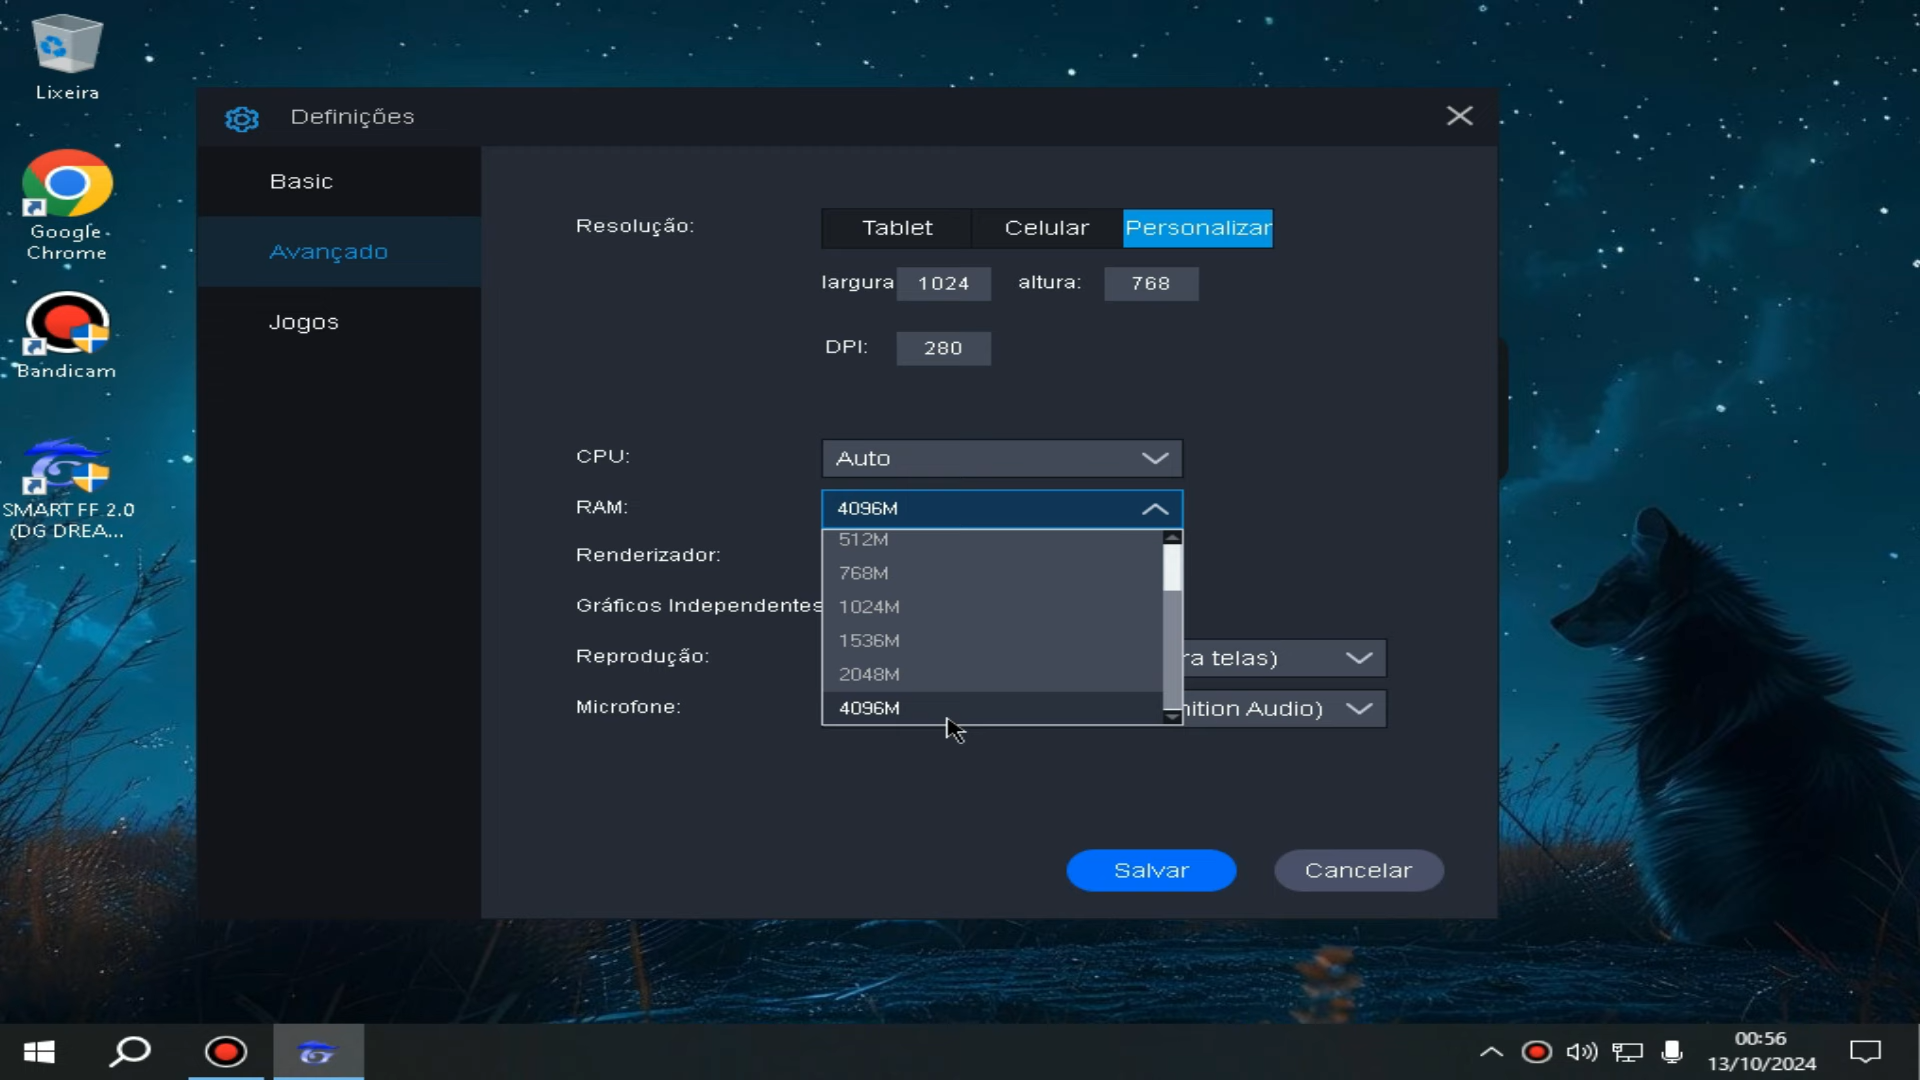 Lixeira
Google
Chrome
Bandicam
SMART FF 2.0
(DG DREA...
Definições
Basic
Avançado
Jogos
Resolução:
Tablet
Celular
Personalizar
largura
1024
altura:
768
DPI:
280
CPU:
Auto
RAM:
4096M
512M
768M
1024M
1536M
2048M
4096M
Renderizador:
Gráficos Independentes
Reprodução:
ra telas)
Microfone:
nition Audio)
Salvar
Cancelar
00:56
13/10/2024